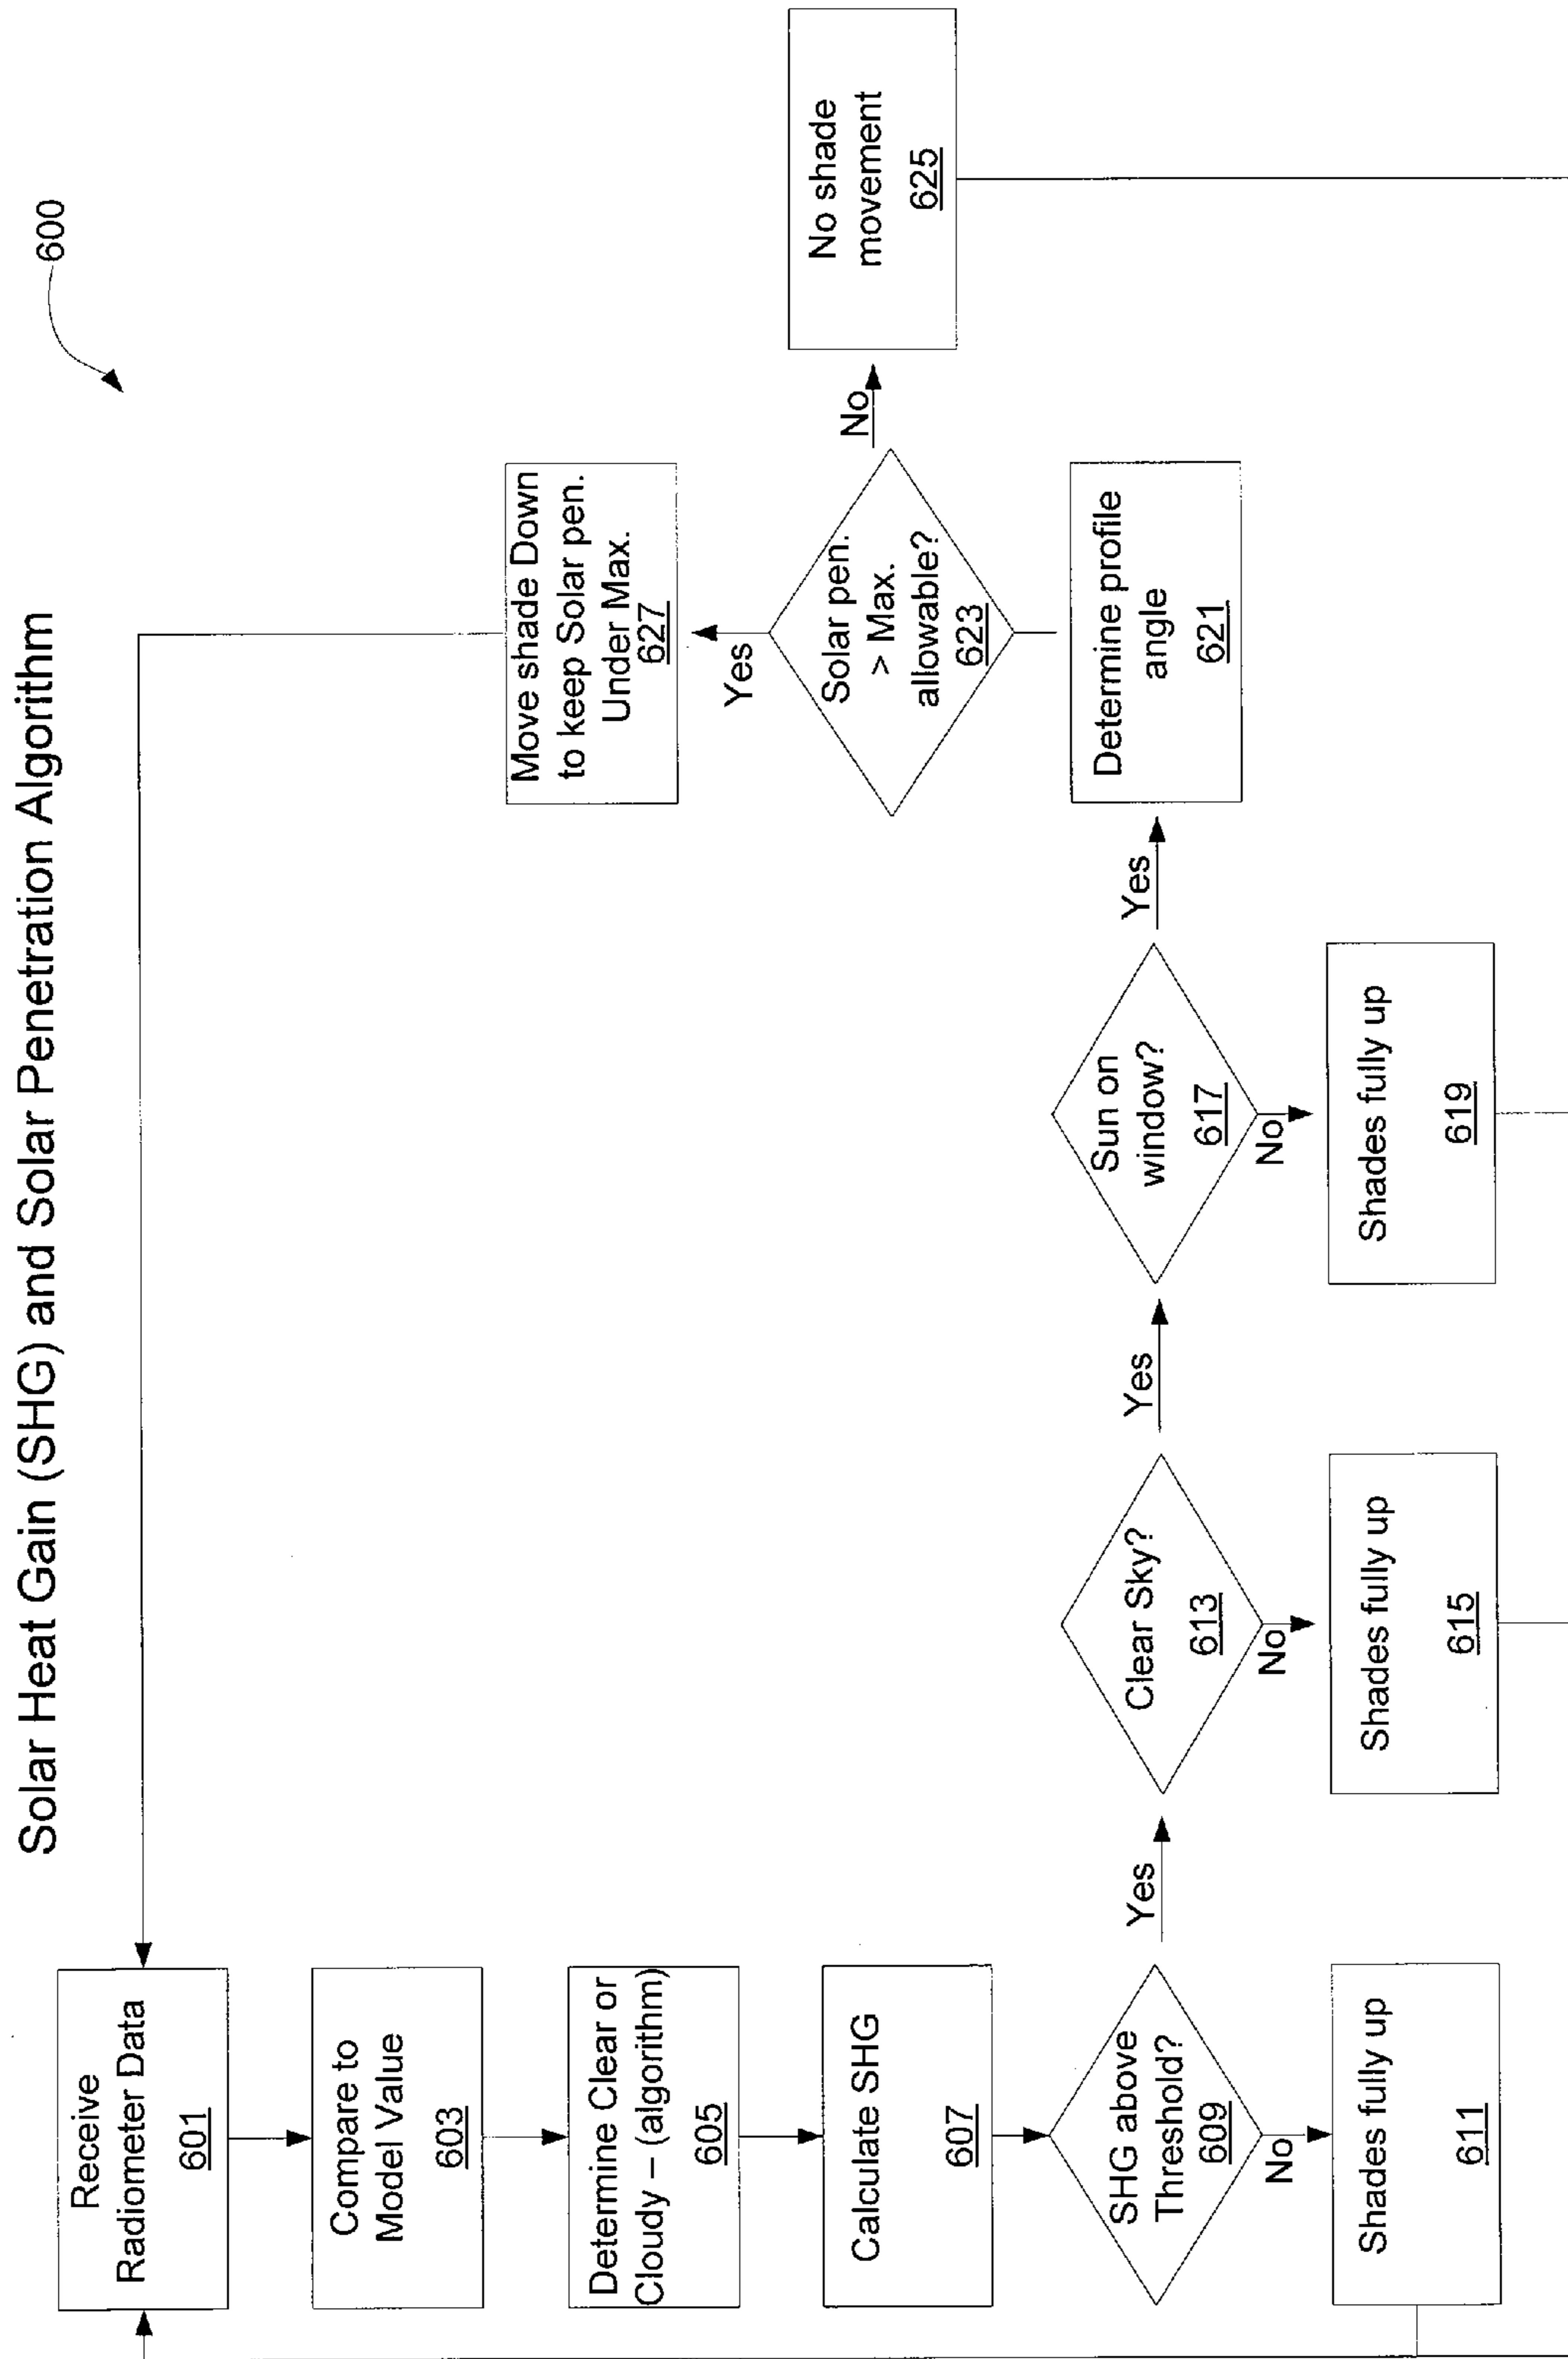 Solar Heat Gain (SHG) and Solar Penetration Algorithm
600
Receive
Radiometer Data
601
Compare to
Model Value
603
Determine Clear or
Cloudy – (algorithm)
605
Calculate SHG
607
SHG above
Threshold?
609
No
Shades fully up
611
Yes
Clear Sky?
613
No
Shades fully up
615
Yes
Sun on
window?
617
No
Shades fully up
619
Yes
Determine profile
angle
621
Solar pen.
> Max.
allowable?
623
Yes
Move shade Down
to keep Solar pen.
Under Max.
627
No
No shade
movement
625